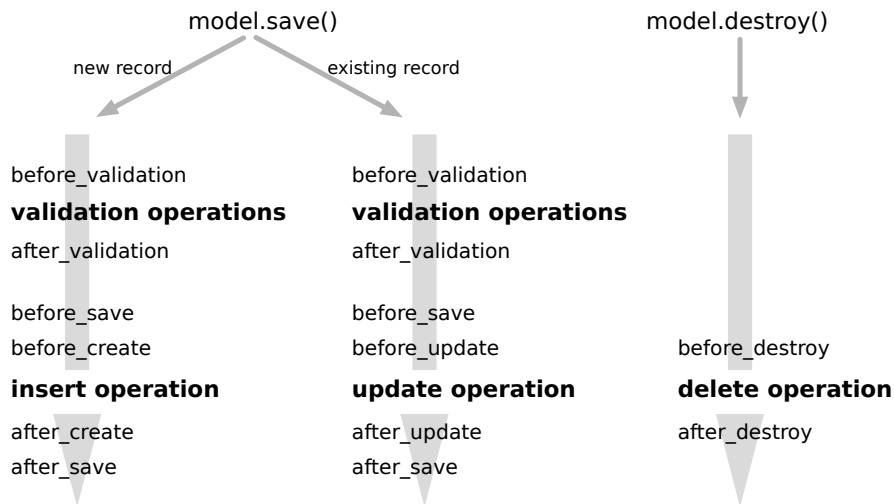 model.save()
model.destroy()
new record
existing record
before_validation
validation operations
after_validation
before_save
before_create
insert operation
after_create
after_save
before_validation
validation operations
after_validation
before_save
before_update
update operation
after_update
after_save
before_destroy
delete operation
after_destroy